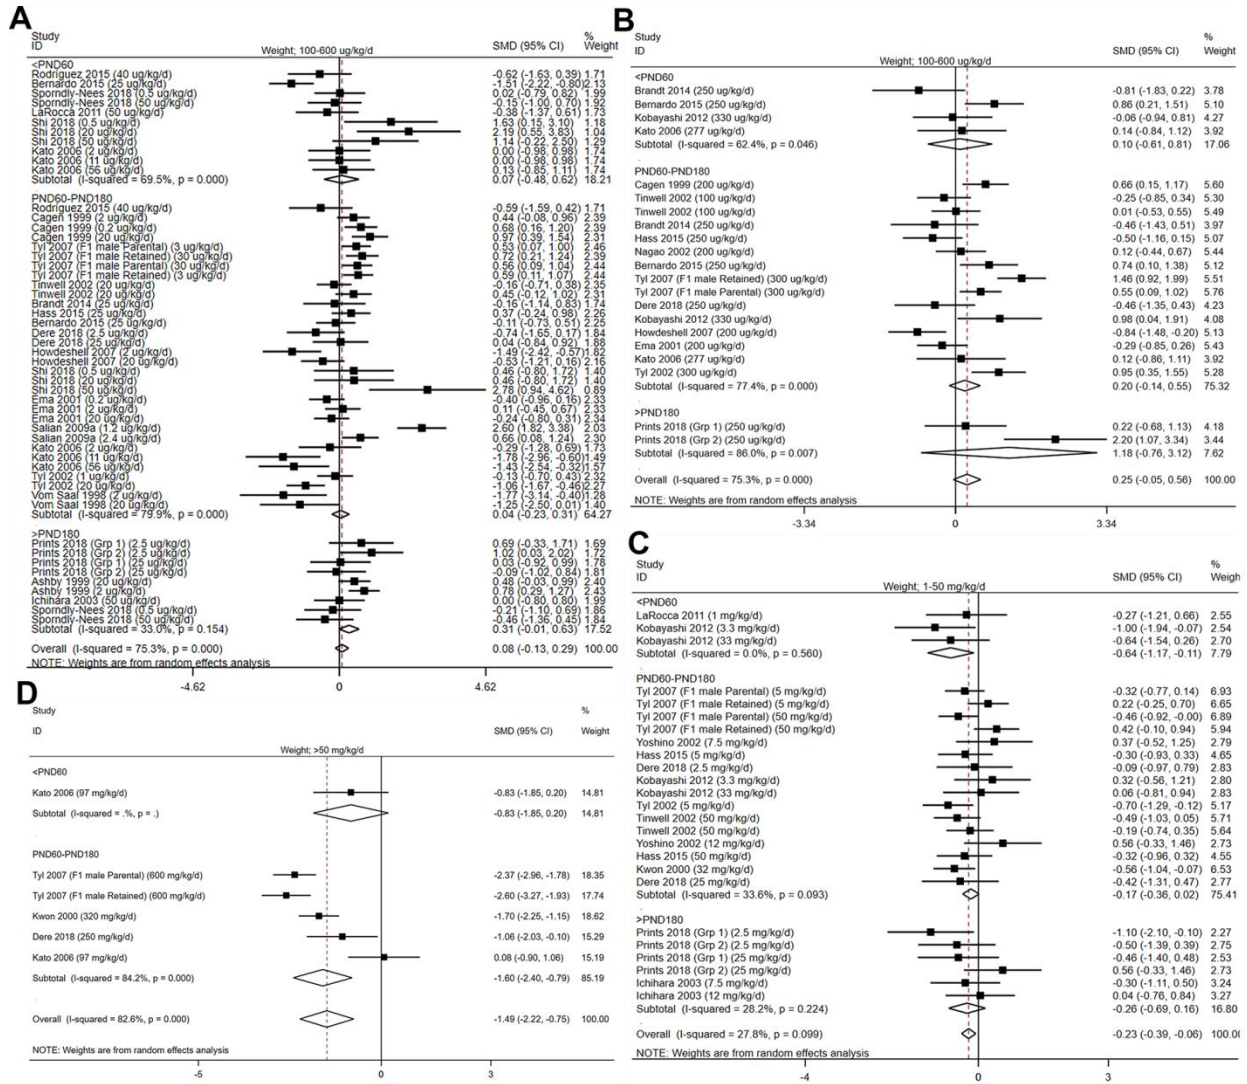 A
Study %
ID SMD (95% CI) Weight
Weight; 100-600 ug/kg/d
<PND60
Rodriguez 2015 (40 ug/kg/d) -0.62 (-1.63, 0.39) 1.71
Bernardo 2015 (25 ug/kg/d) -1.51 (-2.22, -0.80) 2.13
Sporndly-Nees 2018 (0.5 ug/kg/d) 0.02 (-0.79, 0.82) 1.99
Sporndly-Nees 2018 (50 ug/kg/d) -0.15 (-1.00, 0.70) 1.92
LaRocca 2011 (50 ug/kg/d) -0.38 (-1.37, 0.61) 1.73
Shi 2018 (0.5 ug/kg/d) 1.63 (0.15, 3.10) 1.18
Shi 2018 (20 ug/kg/d) 2.19 (0.55, 3.83) 1.04
Shi 2018 (50 ug/kg/d) 1.14 (-0.22, 2.50) 1.29
Kato 2006 (2 ug/kg/d) 0.00 (-0.98, 0.98) 1.74
Kato 2006 (11 ug/kg/d) 0.00 (-0.98, 0.98) 1.74
Kato 2006 (56 ug/kg/d) 0.13 (-0.85, 1.11) 1.74
Subtotal (I-squared = 69.5%, p = 0.000) 0.07 (-0.48, 0.62) 18.21
PND60-PND180
Rodriguez 2015 (40 ug/kg/d) -0.59 (-1.59, 0.42) 1.71
Cagen 1999 (2 ug/kg/d) 0.44 (-0.08, 0.96) 2.39
Cagen 1999 (0.2 ug/kg/d) 0.68 (0.16, 1.20) 2.39
Cagen 1999 (20 ug/kg/d) 0.97 (0.39, 1.54) 2.31
Tyl 2007 (F1 male Parental) (3 ug/kg/d) 0.53 (0.07, 1.00) 2.46
Tyl 2007 (F1 male Retained) (30 ug/kg/d) 0.72 (0.21, 1.24) 2.39
Tyl 2007 (F1 male Parental) (30 ug/kg/d) 0.56 (0.09, 1.04) 2.44
Tyl 2007 (F1 male Retained) (3 ug/kg/d) 0.59 (0.11, 1.07) 2.44
Tinwell 2002 (20 ug/kg/d) -0.16 (-0.71, 0.38) 2.35
Tinwell 2002 (20 ug/kg/d) 0.45 (-0.12, 1.02) 2.31
Brandt 2014 (25 ug/kg/d) -0.16 (-1.14, 0.83) 1.74
Hass 2015 (25 ug/kg/d) 0.37 (-0.24, 0.98) 2.26
Bernardo 2015 (25 ug/kg/d) -0.11 (-0.73, 0.51) 2.25
Dere 2018 (2.5 ug/kg/d) -0.74 (-1.65, 0.17) 1.84
Dere 2018 (25 ug/kg/d) 0.04 (-0.84, 0.92) 1.88
Howdeshell 2007 (2 ug/kg/d) -1.49 (-2.42, -0.57) 1.82
Howdeshell 2007 (20 ug/kg/d) -0.53 (-1.21, 0.16) 2.16
Shi 2018 (0.5 ug/kg/d) 0.46 (-0.80, 1.72) 1.40
Shi 2018 (20 ug/kg/d) 0.46 (-0.80, 1.72) 1.40
Shi 2018 (50 ug/kg/d) 2.78 (0.94, 4.62) 0.89
Ema 2001 (0.2 ug/kg/d) -0.40 (-0.96, 0.16) 2.33
Ema 2001 (2 ug/kg/d) 0.11 (-0.45, 0.67) 2.33
Ema 2001 (20 ug/kg/d) -0.24 (-0.80, 0.31) 2.34
Salian 2009a (1.2 ug/kg/d) 2.60 (1.82, 3.38) 2.03
Salian 2009a (2.4 ug/kg/d) 0.66 (0.08, 1.24) 2.30
Kato 2006 (2 ug/kg/d) -0.29 (-1.28, 0.69) 1.73
Kato 2006 (11 ug/kg/d) -1.78 (-2.96, -0.60) 1.49
Kato 2006 (56 ug/kg/d) -1.43 (-2.54, -0.32) 1.57
Tyl 2002 (1 ug/kg/d) -0.13 (-0.70, 0.43) 2.32
Tyl 2002 (20 ug/kg/d) -1.06 (-1.67, -0.46) 2.27
Vom Saal 1998 (2 ug/kg/d) -1.77 (-3.14, -0.40) 1.28
Vom Saal 1998 (20 ug/kg/d) -1.25 (-2.50, 0.01) 1.40
Subtotal (I-squared = 79.9%, p = 0.000) 0.04 (-0.23, 0.31) 64.27
>PND180
Prints 2018 (Grp 1) (2.5 ug/kg/d) 0.69 (-0.33, 1.71) 1.69
Prints 2018 (Grp 2) (2.5 ug/kg/d) 1.02 (0.03, 2.02) 1.72
Prints 2018 (Grp 1) (25 ug/kg/d) 0.03 (-0.92, 0.99) 1.78
Prints 2018 (Grp 2) (25 ug/kg/d) -0.09 (-1.02, 0.84) 1.81
Ashby 1999 (20 ug/kg/d) 0.48 (-0.03, 0.99) 2.40
Ashby 1999 (2 ug/kg/d) 0.78 (0.29, 1.27) 2.43
Ichihara 2003 (50 ug/kg/d) 0.00 (-0.80, 0.80) 1.99
Sporndly-Nees 2018 (0.5 ug/kg/d) -0.21 (-1.10, 0.69) 1.86
Sporndly-Nees 2018 (50 ug/kg/d) -0.46 (-1.36, 0.45) 1.84
Subtotal (I-squared = 33.0%, p = 0.154) 0.31 (-0.01, 0.63) 17.52
Overall (I-squared = 75.3%, p = 0.000) 0.08 (-0.13, 0.29) 100.00
NOTE: Weights are from random effects analysis
-4.62 0 4.62
B
Study %
ID SMD (95% CI) Weight
Weight; 100-600 ug/kg/d
<PND60
Brandt 2014 (250 ug/kg/d) -0.81 (-1.83, 0.22) 3.78
Bernardo 2015 (250 ug/kg/d) 0.86 (0.21, 1.51) 5.10
Kobayashi 2012 (330 ug/kg/d) -0.06 (-0.94, 0.81) 4.27
Kato 2006 (277 ug/kg/d) 0.14 (-0.84, 1.12) 3.92
Subtotal (I-squared = 62.4%, p = 0.046) 0.10 (-0.61, 0.81) 17.06
PND60-PND180
Cagen 1999 (200 ug/kg/d) 0.66 (0.15, 1.17) 5.60
Tinwell 2002 (100 ug/kg/d) -0.25 (-0.85, 0.34) 5.30
Tinwell 2002 (100 ug/kg/d) 0.01 (-0.53, 0.55) 5.49
Brandt 2014 (250 ug/kg/d) -0.46 (-1.43, 0.51) 3.97
Hass 2015 (250 ug/kg/d) -0.50 (-1.16, 0.15) 5.07
Nagao 2002 (200 ug/kg/d) 0.12 (-0.44, 0.67) 5.44
Bernardo 2015 (250 ug/kg/d) 0.74 (0.10, 1.38) 5.12
Tyl 2007 (F1 male Retained) (300 ug/kg/d) 1.46 (0.92, 1.99) 5.51
Tyl 2007 (F1 male Parental) (300 ug/kg/d) 0.55 (0.09, 1.02) 5.76
Dere 2018 (250 ug/kg/d) -0.46 (-1.35, 0.43) 4.23
Kobayashi 2012 (330 ug/kg/d) 0.98 (0.04, 1.91) 4.08
Howdeshell 2007 (200 ug/kg/d) -0.84 (-1.48, -0.20) 5.13
Ema 2001 (200 ug/kg/d) -0.29 (-0.85, 0.26) 5.43
Kato 2006 (277 ug/kg/d) 0.12 (-0.86, 1.11) 3.92
Tyl 2002 (300 ug/kg/d) 0.95 (0.35, 1.55) 5.28
Subtotal (I-squared = 77.4%, p = 0.000) 0.20 (-0.14, 0.55) 75.32
>PND180
Prints 2018 (Grp 1) (250 ug/kg/d) 0.22 (-0.68, 1.13) 4.18
Prints 2018 (Grp 2) (250 ug/kg/d) 2.20 (1.07, 3.34) 3.44
Subtotal (I-squared = 86.0%, p = 0.007) 1.18 (-0.76, 3.12) 7.62
Overall (I-squared = 75.3%, p = 0.000) 0.25 (-0.05, 0.56) 100.00
NOTE: Weights are from random effects analysis
-3.34 0 3.34
C
Study %
ID SMD (95% CI) Weight
Weight; 1-50 mg/kg/d
<PND60
LaRocca 2011 (1 mg/kg/d) -0.27 (-1.21, 0.66) 2.55
Kobayashi 2012 (3.3 mg/kg/d) -1.00 (-1.94, -0.07) 2.54
Kobayashi 2012 (33 mg/kg/d) -0.64 (-1.54, 0.26) 2.70
Subtotal (I-squared = 0.0%, p = 0.560) -0.64 (-1.17, -0.11) 7.79
PND60-PND180
Tyl 2007 (F1 male Parental) (5 mg/kg/d) -0.32 (-0.77, 0.14) 6.93
Tyl 2007 (F1 male Retained) (5 mg/kg/d) 0.22 (-0.25, 0.70) 6.65
Tyl 2007 (F1 male Parental) (50 mg/kg/d) -0.46 (-0.92, -0.00) 6.89
Tyl 2007 (F1 male Retained) (50 mg/kg/d) 0.42 (-0.10, 0.94) 5.94
Yoshino 2002 (7.5 mg/kg/d) 0.37 (-0.52, 1.25) 2.79
Hass 2015 (5 mg/kg/d) -0.30 (-0.93, 0.33) 4.65
Dere 2018 (2.5 mg/kg/d) -0.09 (-0.97, 0.79) 2.83
Kobayashi 2012 (3.3 mg/kg/d) 0.32 (-0.56, 1.21) 2.80
Kobayashi 2012 (33 mg/kg/d) 0.06 (-0.81, 0.94) 2.83
Tyl 2002 (5 mg/kg/d) -0.70 (-1.29, -0.12) 5.17
Tinwell 2002 (50 mg/kg/d) -0.49 (-1.03, 0.05) 5.71
Tinwell 2002 (50 mg/kg/d) -0.19 (-0.74, 0.35) 5.64
Yoshino 2002 (12 mg/kg/d) 0.56 (-0.33, 1.46) 2.73
Hass 2015 (50 mg/kg/d) -0.32 (-0.96, 0.32) 4.55
Kwon 2000 (32 mg/kg/d) -0.56 (-1.04, -0.07) 6.53
Dere 2018 (25 mg/kg/d) -0.42 (-1.31, 0.47) 2.77
Subtotal (I-squared = 33.6%, p = 0.093) -0.17 (-0.36, 0.02) 75.41
>PND180
Prints 2018 (Grp 1) (2.5 mg/kg/d) -1.10 (-2.10, -0.10) 2.27
Prints 2018 (Grp 2) (2.5 mg/kg/d) -0.50 (-1.39, 0.39) 2.75
Prints 2018 (Grp 1) (25 mg/kg/d) -0.46 (-1.40, 0.48) 2.53
Prints 2018 (Grp 2) (25 mg/kg/d) 0.56 (-0.33, 1.46) 2.73
Ichihara 2003 (7.5 mg/kg/d) -0.30 (-1.11, 0.50) 3.24
Ichihara 2003 (12 mg/kg/d) 0.04 (-0.76, 0.84) 3.27
Subtotal (I-squared = 28.2%, p = 0.224) -0.26 (-0.69, 0.16) 16.80
Overall (I-squared = 27.8%, p = 0.099) -0.23 (-0.39, -0.06) 100.00
NOTE: Weights are from random effects analysis
-4 0 3
D
Study %
ID SMD (95% CI) Weight
Weight; >50 mg/kg/d
<PND60
Kato 2006 (97 mg/kg/d) -0.83 (-1.85, 0.20) 14.81
Subtotal (I-squared = .%, p = .) -0.83 (-1.85, 0.20) 14.81
PND60-PND180
Tyl 2007 (F1 male Parental) (600 mg/kg/d) -2.37 (-2.96, -1.78) 18.35
Tyl 2007 (F1 male Retained) (600 mg/kg/d) -2.60 (-3.27, -1.93) 17.74
Kwon 2000 (320 mg/kg/d) -1.70 (-2.25, -1.15) 18.62
Dere 2018 (250 mg/kg/d) -1.06 (-2.03, -0.10) 15.29
Kato 2006 (97 mg/kg/d) 0.08 (-0.90, 1.06) 15.19
Subtotal (I-squared = 84.2%, p = 0.000) -1.60 (-2.40, -0.79) 85.19
Overall (I-squared = 82.6%, p = 0.000) -1.49 (-2.22, -0.75) 100.00
NOTE: Weights are from random effects analysis
-5 0 3